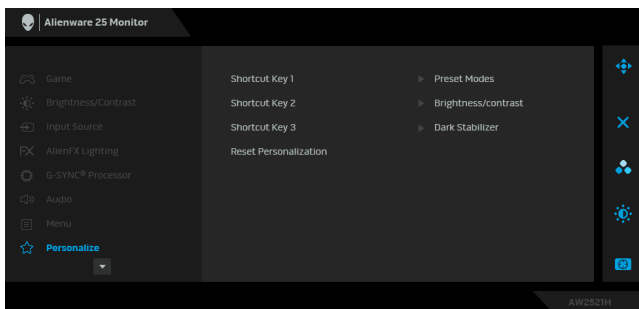 Alienware 25 Monitor
Game
Brightness/Contrast
Input Source
AlienFX Lighting
G-SYNC® Processor
Audio
Menu
Personalize
Shortcut Key 1 Preset Modes
Shortcut Key 2 Brightness/contrast
Shortcut Key 3 Dark Stabilizer
Reset Personalization
AW2521H